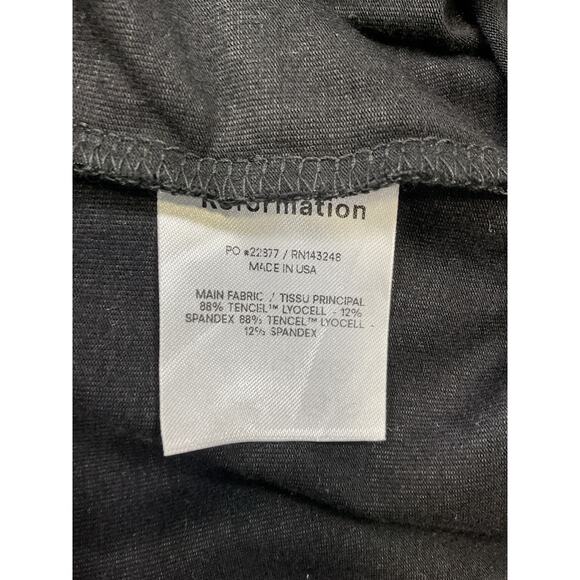 Reformation
PO #22877 / RN143248
MADE IN USA
MAIN FABRIC / TISSU PRINCIPAL
88% TENCEL™ LYOCELL - 12%
SPANDEX 88% TENCEL™ LYOCELL -
12% SPANDEX